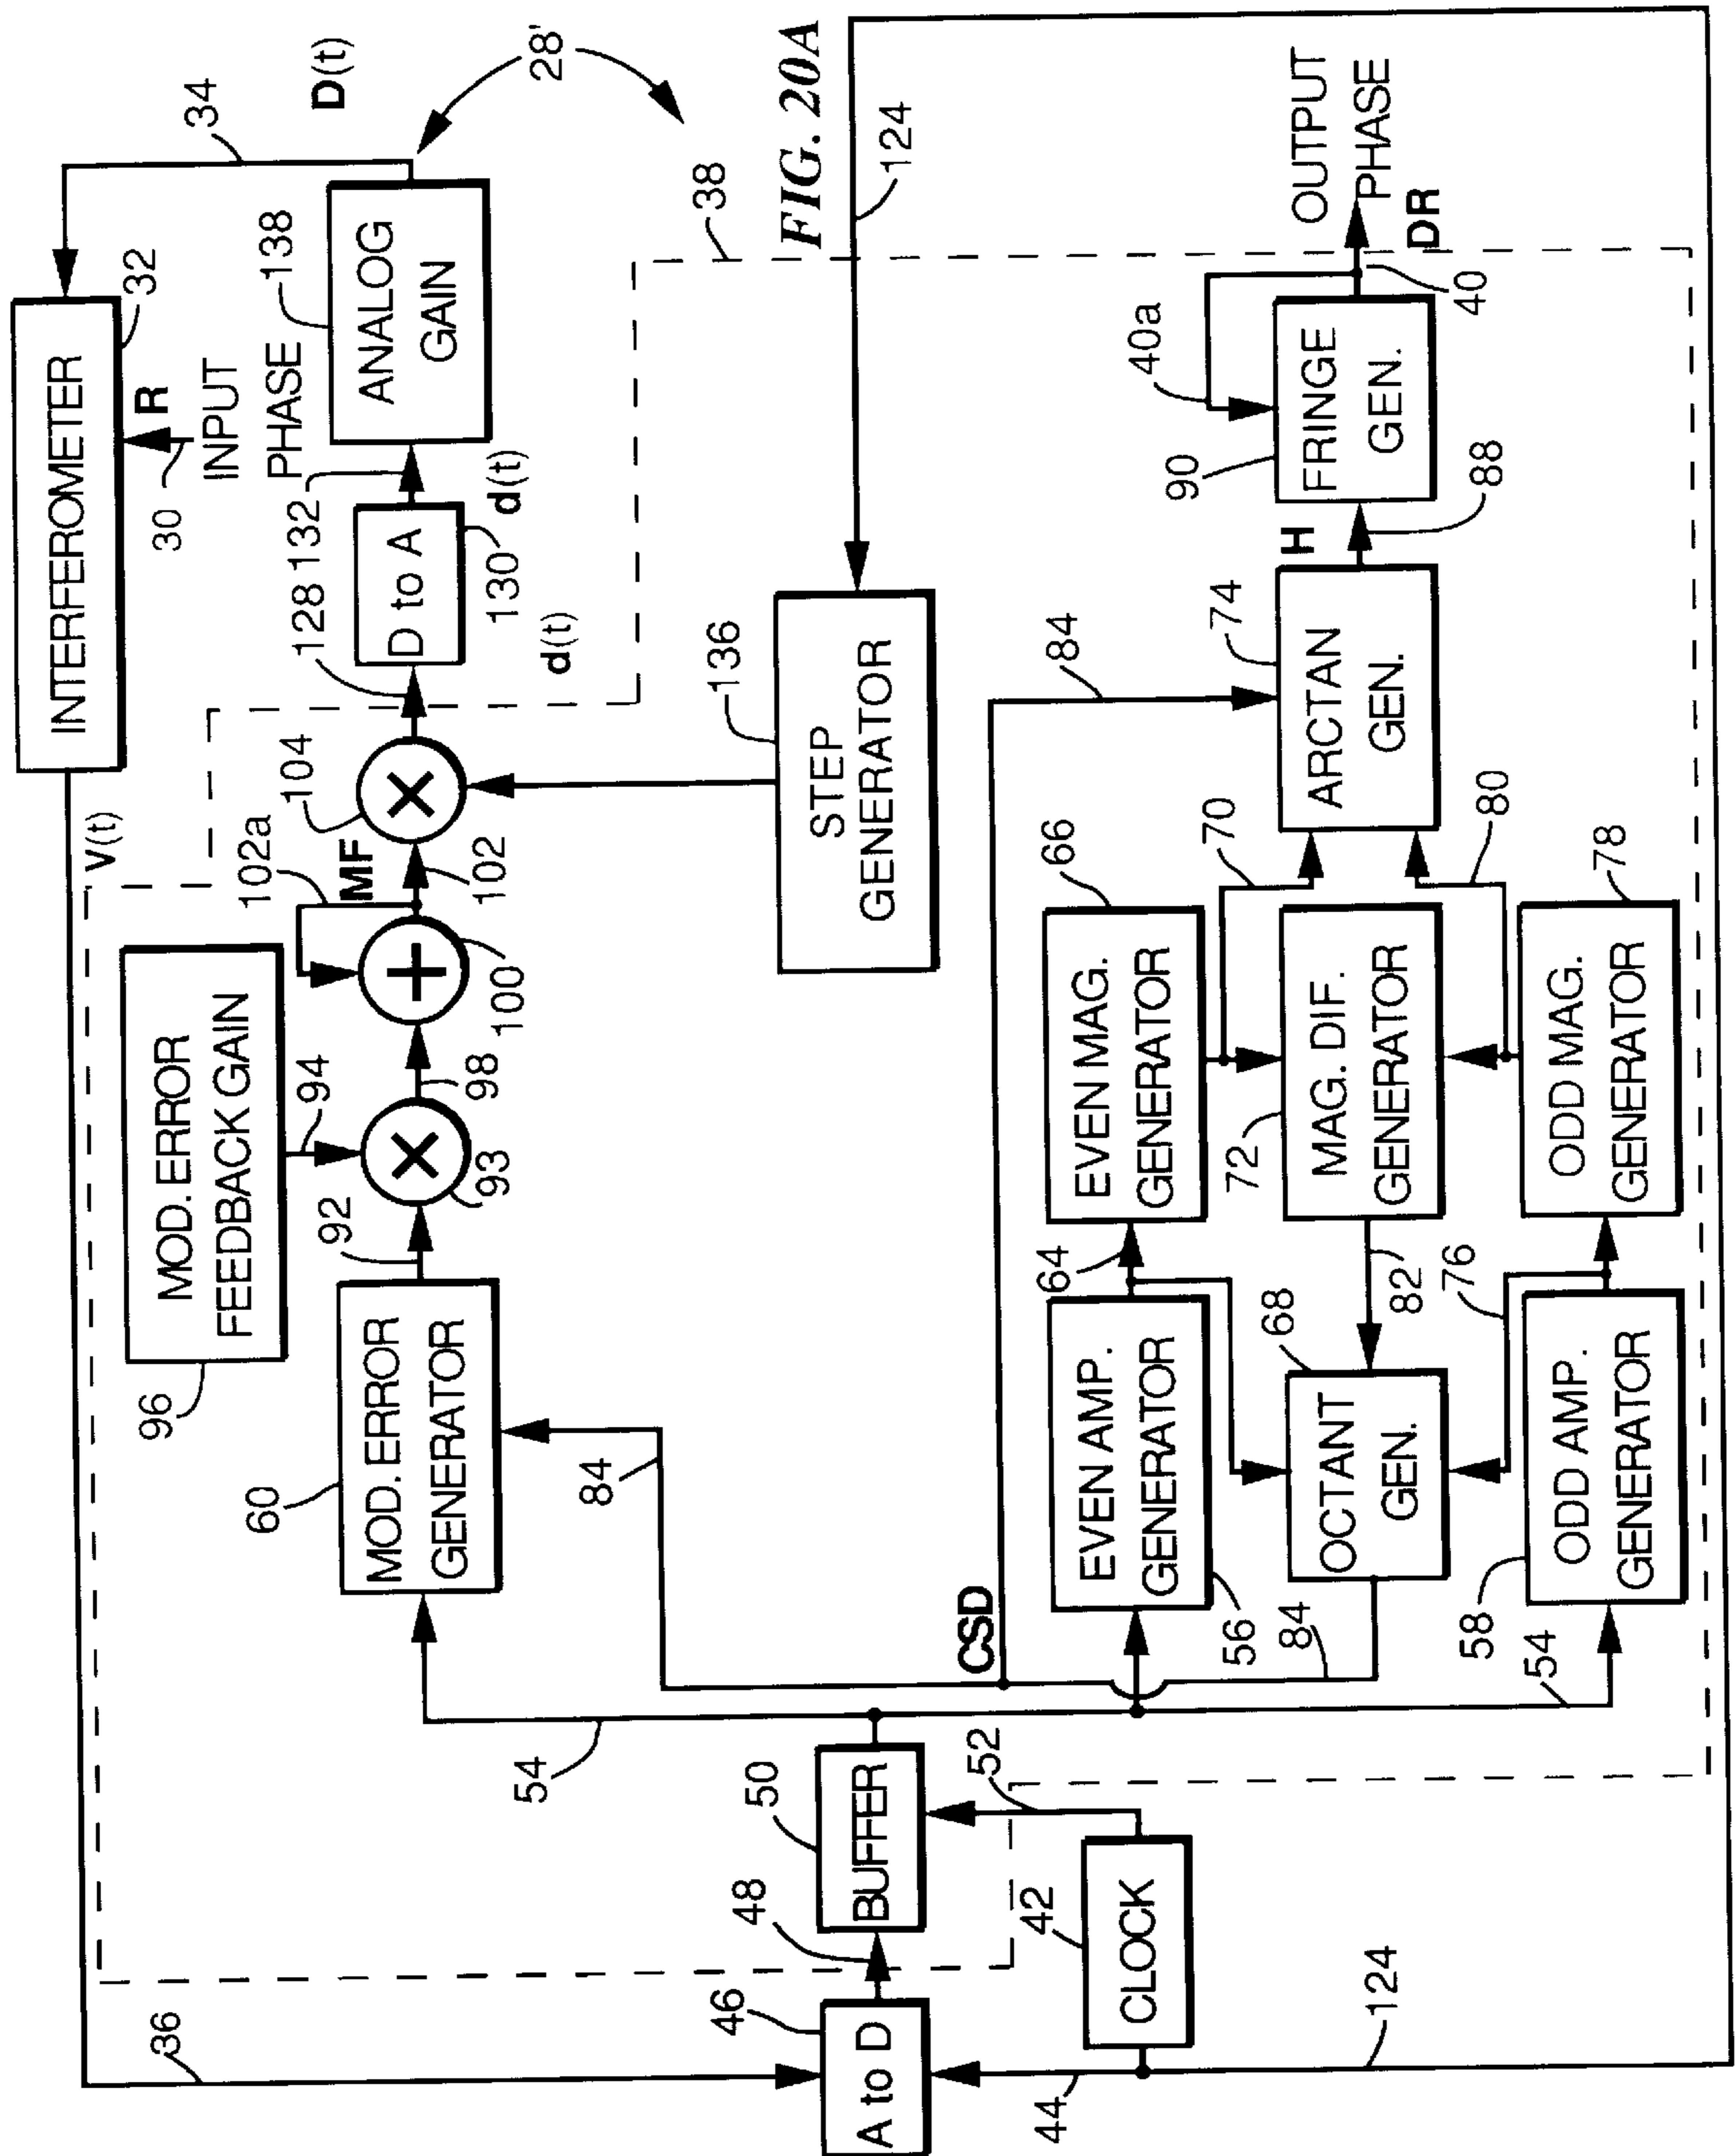 INTERFEROMETER
32
34
D(t)
28'
R
30
INPUT
PHASE
V(t)
36
MOD. ERROR
FEEDBACK GAIN
96
94
102a
MF
102
104
128
132
D to A
130
d(t)
d(t)
ANALOG
GAIN
138
38
FIG. 20A
124
60
MOD. ERROR
GENERATOR
92
93
98
100
84
STEP
GENERATOR
136
54
CSD
84
A to D
46
48
BUFFER
50
52
44
CLOCK
42
124
EVEN AMP.
GENERATOR
56
64
EVEN MAG.
GENERATOR
66
70
OCTANT
GEN.
68
84
82
MAG. DIF.
GENERATOR
72
ARCTAN
GEN.
74
H
88
FRINGE
GEN.
90
40a
40
OUTPUT
PHASE
DR
54
58
ODD AMP.
GENERATOR
76
ODD MAG.
GENERATOR
78
80